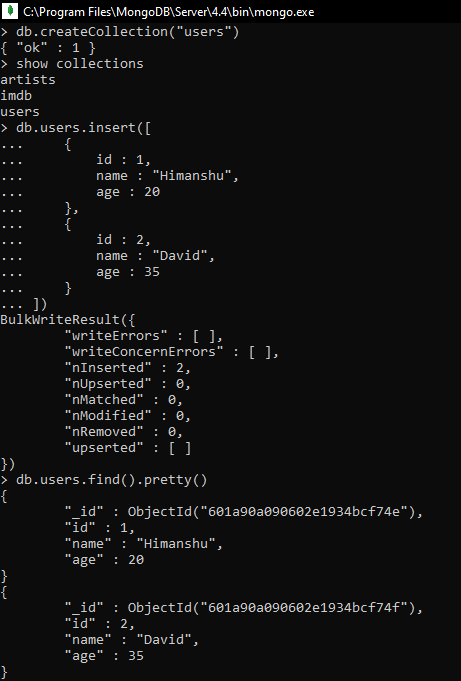 C:\Program Files\MongoDB\Server\4.4\bin\mongo.exe
> db.createCollection("users")
{ "ok" : 1 }
> show collections
artists
imdb
users
> db.users.insert([
...     {
...         id : 1,
...         name : "Himanshu",
...         age : 20
...     },
...     {
...         id : 2,
...         name : "David",
...         age : 35
...     }
... ])
BulkWriteResult({
        "writeErrors" : [ ],
        "writeConcernErrors" : [ ],
        "nInserted" : 2,
        "nUpserted" : 0,
        "nMatched" : 0,
        "nModified" : 0,
        "nRemoved" : 0,
        "upserted" : [ ]
})
> db.users.find().pretty()
{
        "_id" : ObjectId("601a90a090602e1934bcf74e"),
        "id" : 1,
        "name" : "Himanshu",
        "age" : 20
}
{
        "_id" : ObjectId("601a90a090602e1934bcf74f"),
        "id" : 2,
        "name" : "David",
        "age" : 35
}